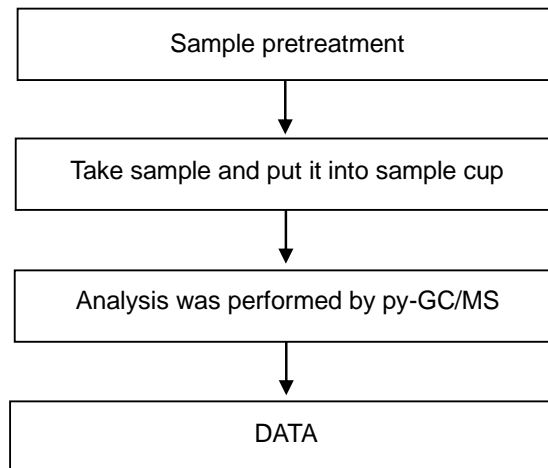 Sample pretreatment
Take sample and put it into sample cup
Analysis was performed by py-GC/MS
DATA